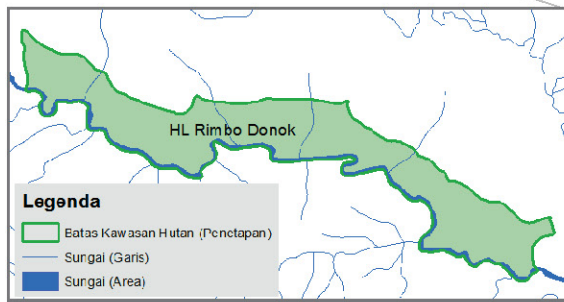 HL Rimbo Donok
Legenda
Batas Kawasan Hutan (Penetapan)
Sungai (Garis)
Sungai (Area)